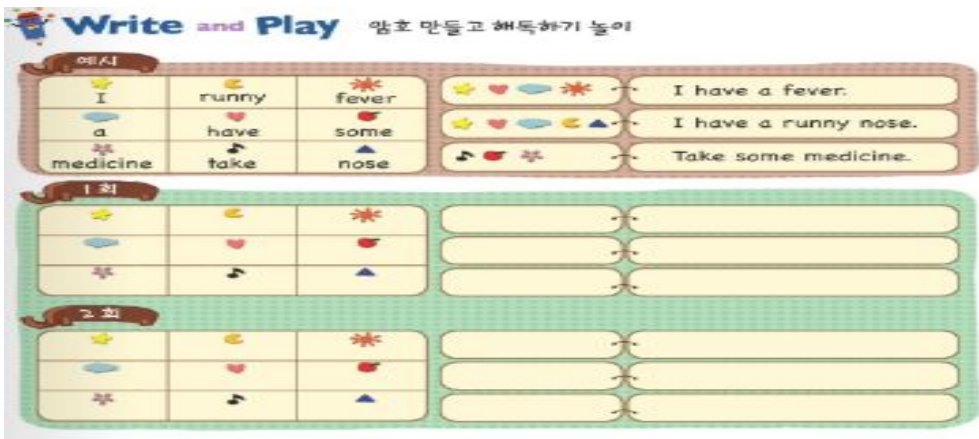 Write and Play 암호 만들고 해독하기 놀이
예시
I runny fever
I have a fever.
a have some
I have a runny nose.
medicine take nose
Take some medicine.
1회
2회